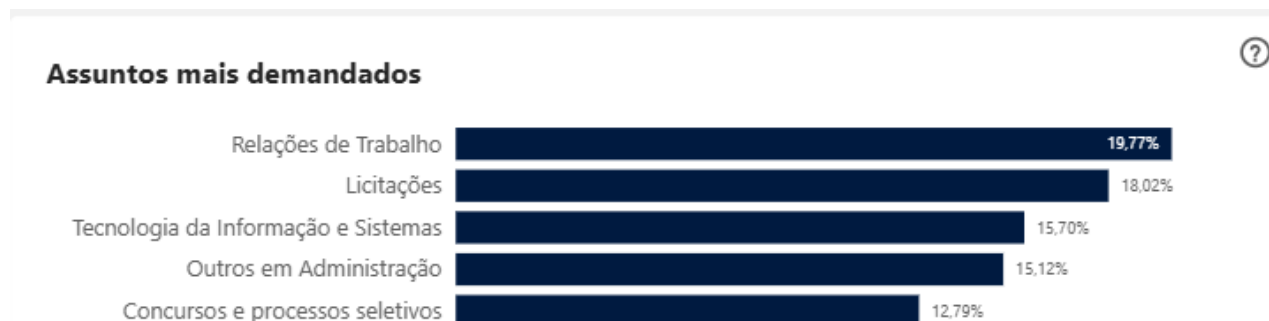 ?
Assuntos mais demandados
Relações de Trabalho 19,77%
Licitações 18,02%
Tecnologia da Informação e Sistemas 15,70%
Outros em Administração 15,12%
Concursos e processos seletivos 12,79%